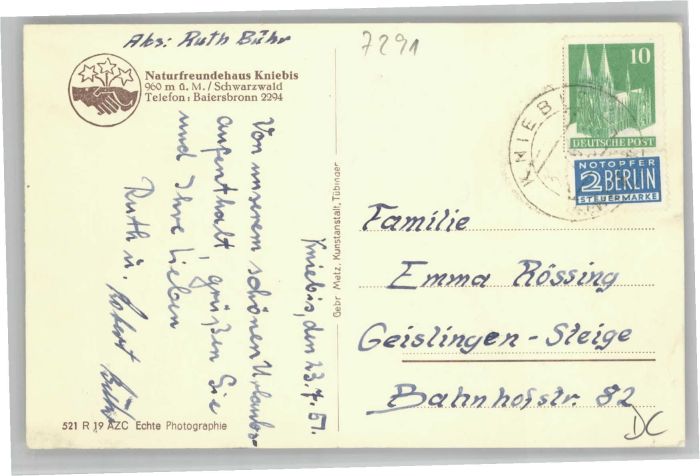 Abs: Ruth Bühr
7291
Naturfreundehaus Kniebis
960 m ü. M. / Schwarzwald
Telefon: Baiersbronn 2294
Kniebis, den 23.7.51.
Von unserem schönen Urlaubs-
aufenthalt, grüßen Sie
und Ihre Lieben
Ruth u. Robert Bühr
Gebr. Metz, Kunstanstalt, Tübingen
10
DEUTSCHE POST
NOTOPFER
2 BERLIN
STEUERMARKE
KNIEBI
Familie
Emma Rössing
Geislingen-Steige
Bahnhofstr. 82
DC
521 R 19 AZC Echte Photographie